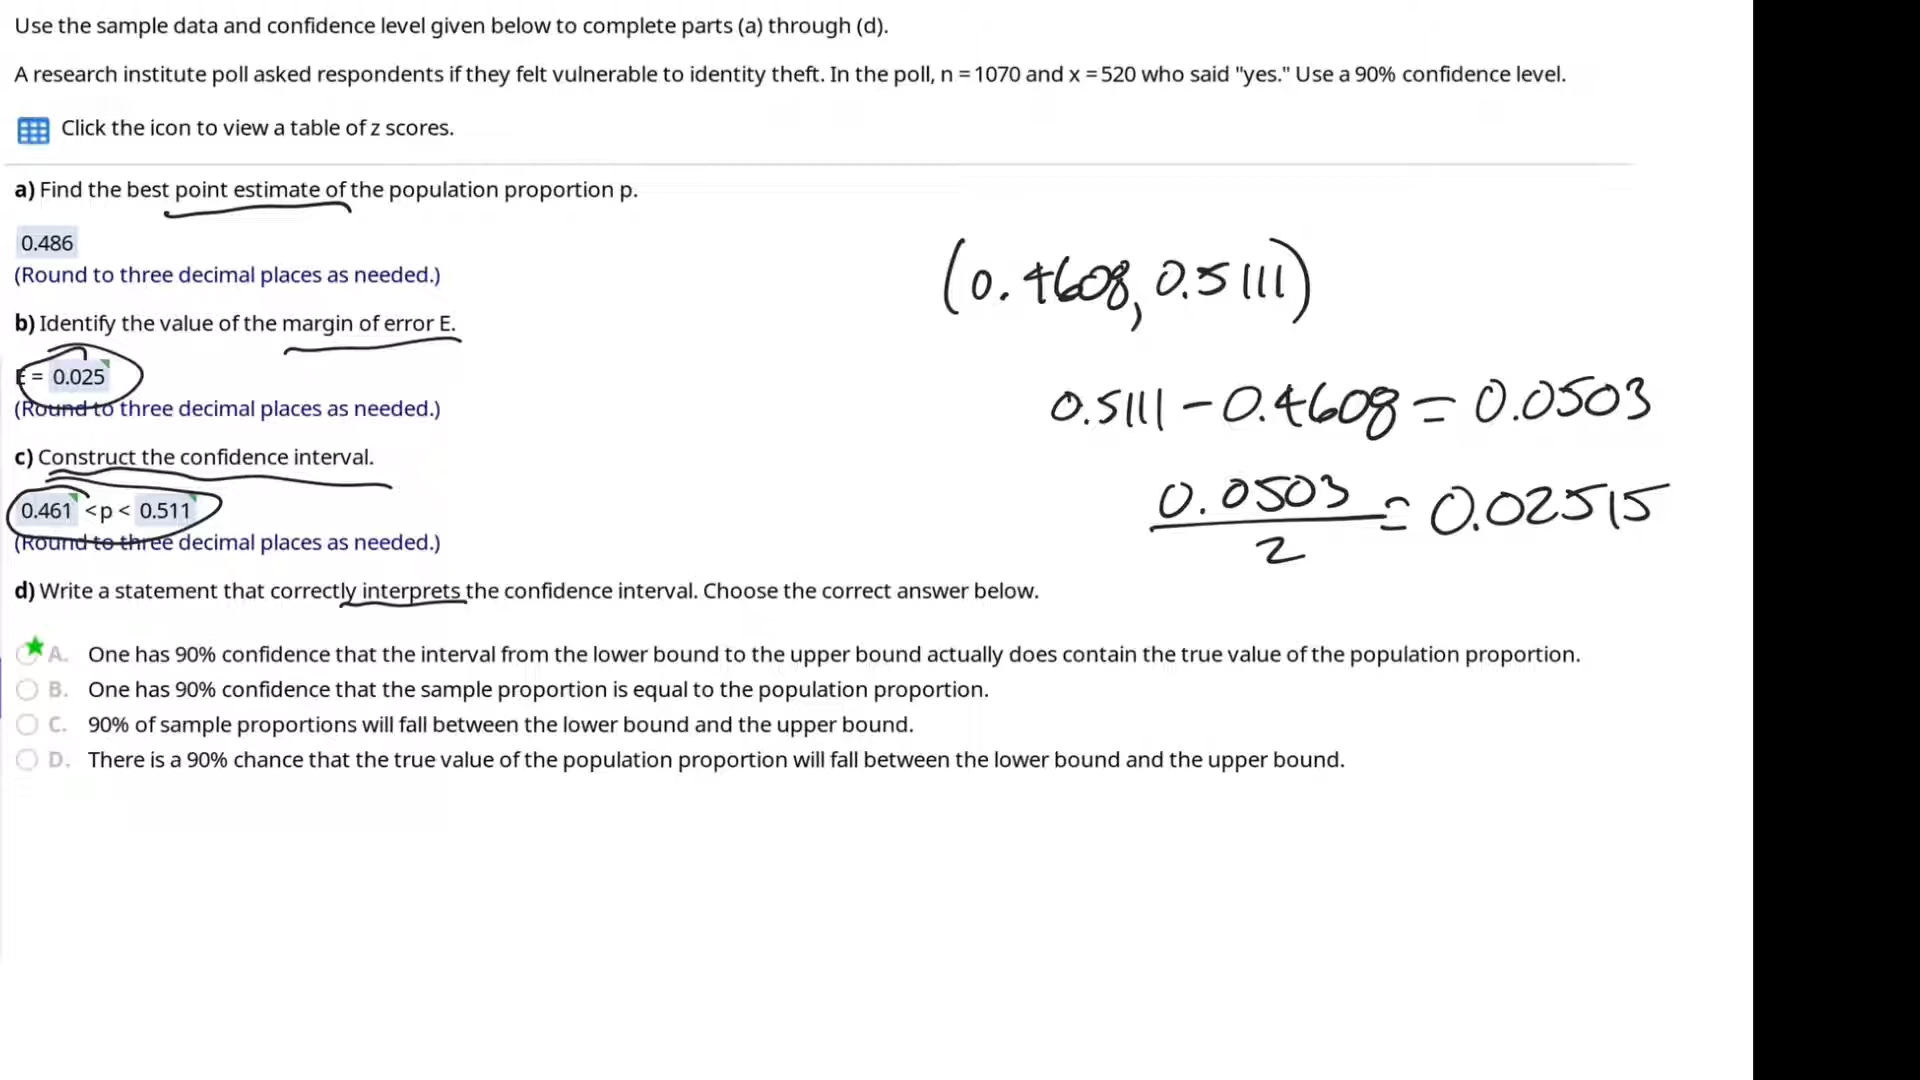 Use the sample data and confidence level given below to complete parts (a) through (d).
A research institute poll asked respondents if they felt vulnerable to identity theft. In the poll, n = 1070 and x = 520 who said "yes." Use a 90% confidence level.
Click the icon to view a table of z scores.
a) Find the best point estimate of the population proportion p.
0.486
(Round to three decimal places as needed.)
(0.4608, 0.5111)
b) Identify the value of the margin of error E.
E = 0.025
(Round to three decimal places as needed.)
0.5111 - 0.4608 = 0.0503
c) Construct the confidence interval.
0.461 < p < 0.511
(Round to three decimal places as needed.)
0.0503
2
= 0.02515
d) Write a statement that correctly interprets the confidence interval. Choose the correct answer below.
A. One has 90% confidence that the interval from the lower bound to the upper bound actually does contain the true value of the population proportion.
B. One has 90% confidence that the sample proportion is equal to the population proportion.
C. 90% of sample proportions will fall between the lower bound and the upper bound.
D. There is a 90% chance that the true value of the population proportion will fall between the lower bound and the upper bound.